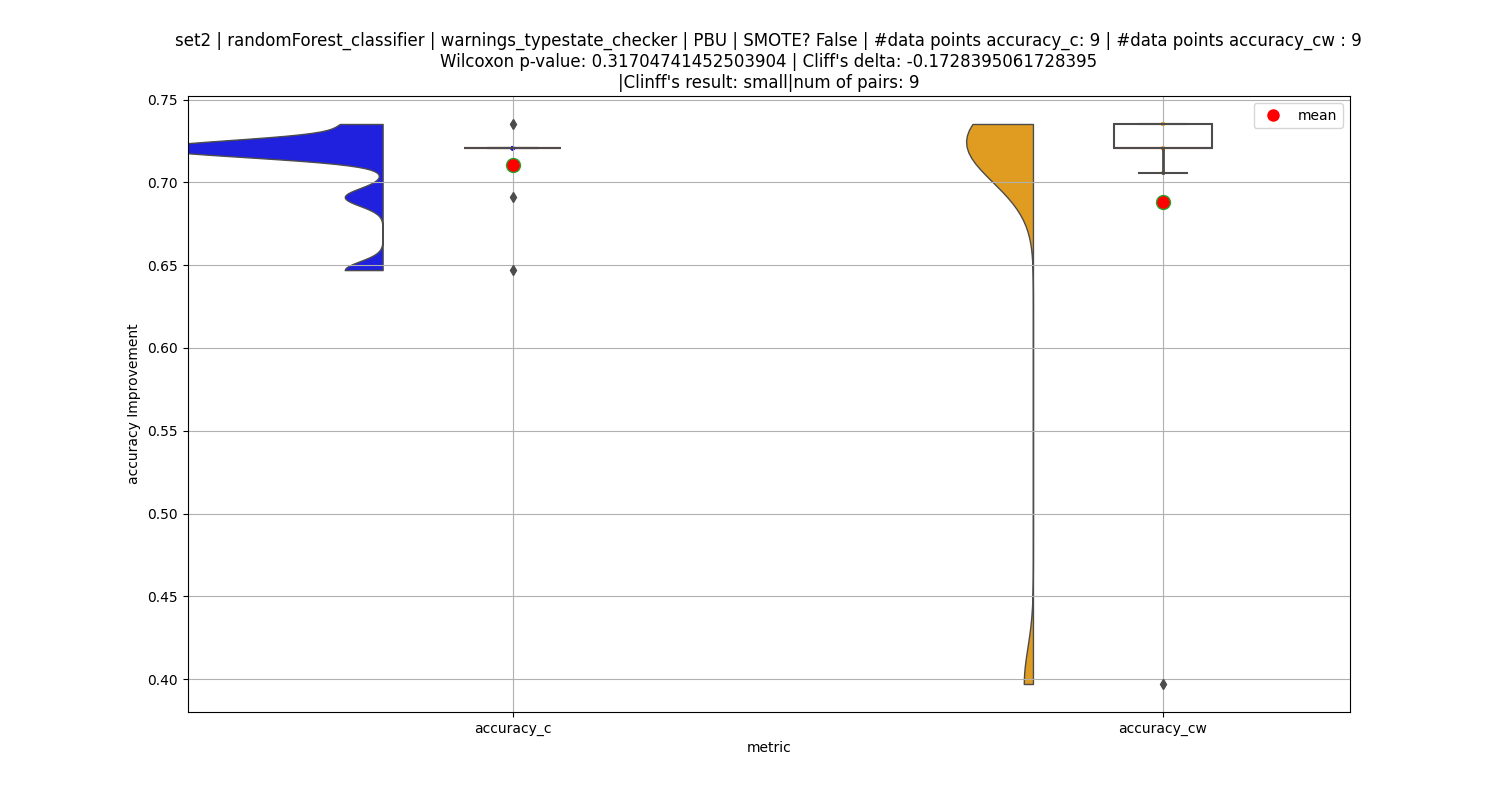 set2 | randomForest_classifier | warnings_typestate_checker | PBU | SMOTE? False | #data points accuracy_c: 9 | #data points accuracy_cw : 9
Wilcoxon p-value: 0.31704741452503904 | Cliff's delta: -0.1728395061728395
|Clinff's result: small|num of pairs: 9
mean
0.75
0.70
0.65
0.60
0.55
0.50
0.45
0.40
accuracy Improvement
accuracy_c
accuracy_cw
metric